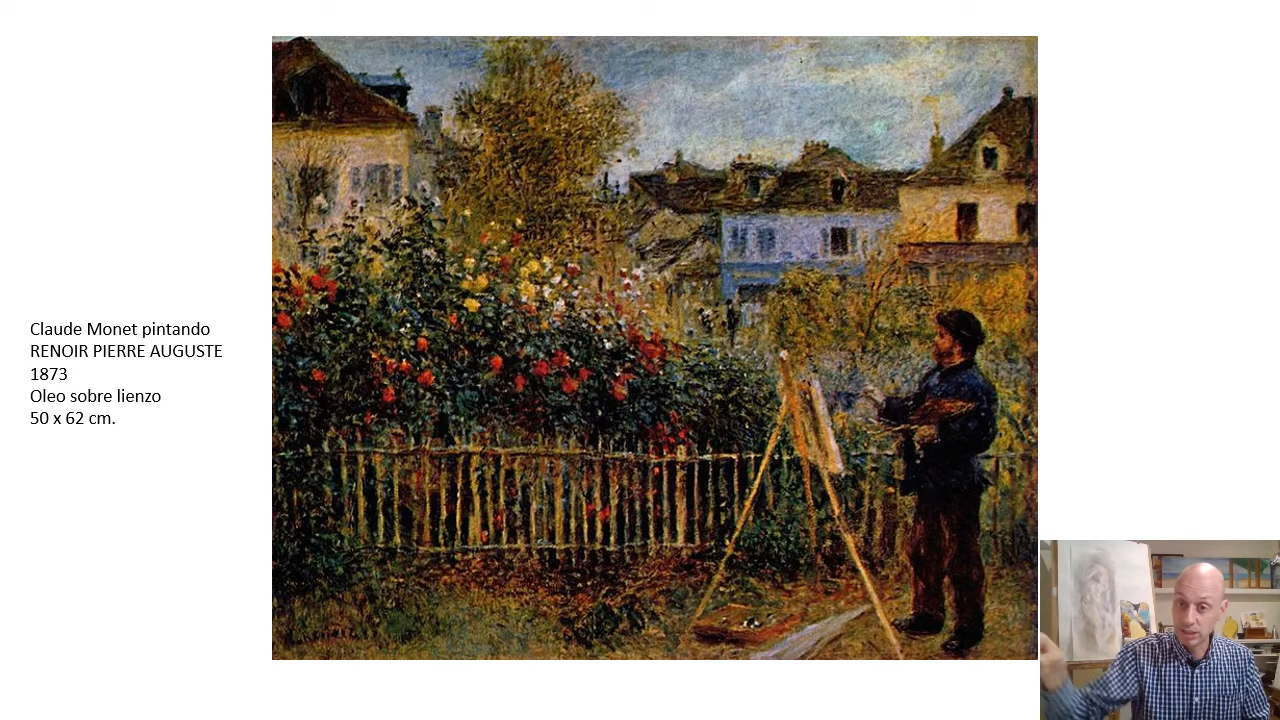 Claude Monet pintando
RENOIR PIERRE AUGUSTE
1873
Oleo sobre lienzo
50 x 62 cm.